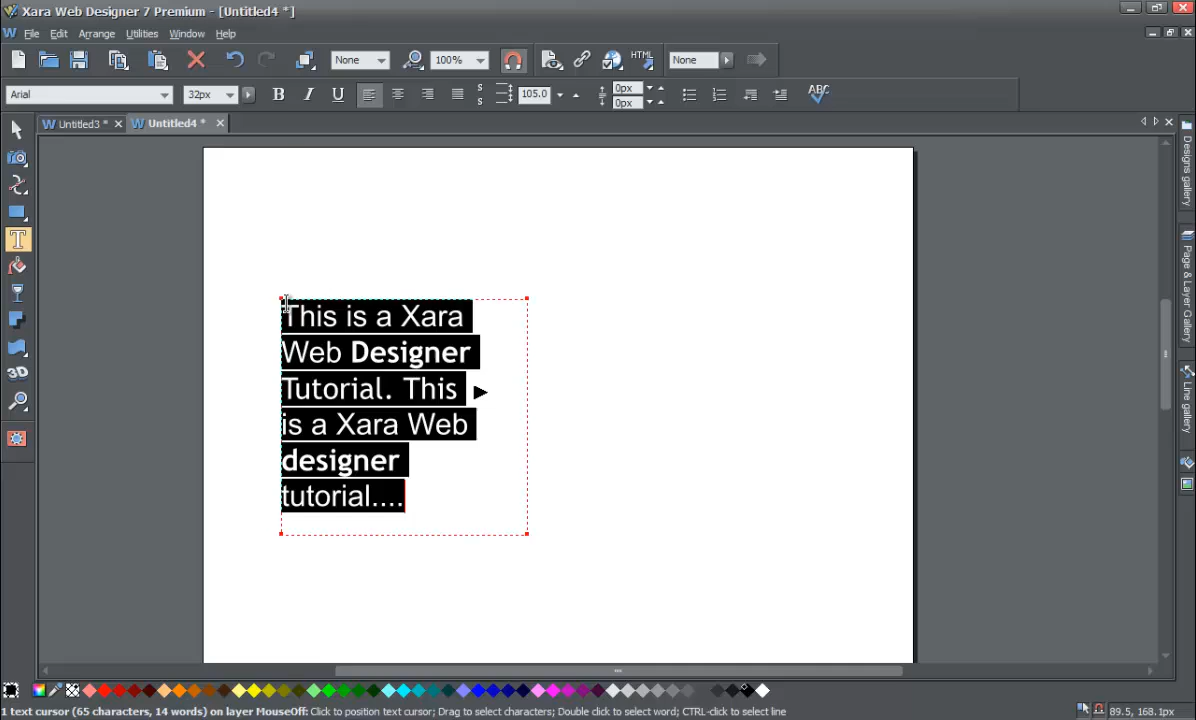 Xara Web Designer 7 Premium - [Untitled4 *]
File Edit Arrange Utilities Window Help
None 100% HTML None
Arial 32px B I U 105.0 0px ABC
0px
Untitled3 * Untitled4 *
T
3D
This is a Xara
Web Designer
Tutorial. This
is a Xara Web
designer
tutorial....
Designs gallery
Page & Layer Gallery
Line gallery
1 text cursor (65 characters, 14 words) on layer MouseOff: Click to position text cursor; Drag to select characters; Double click to select word; CTRL-click to select line
89.5, 168.1px